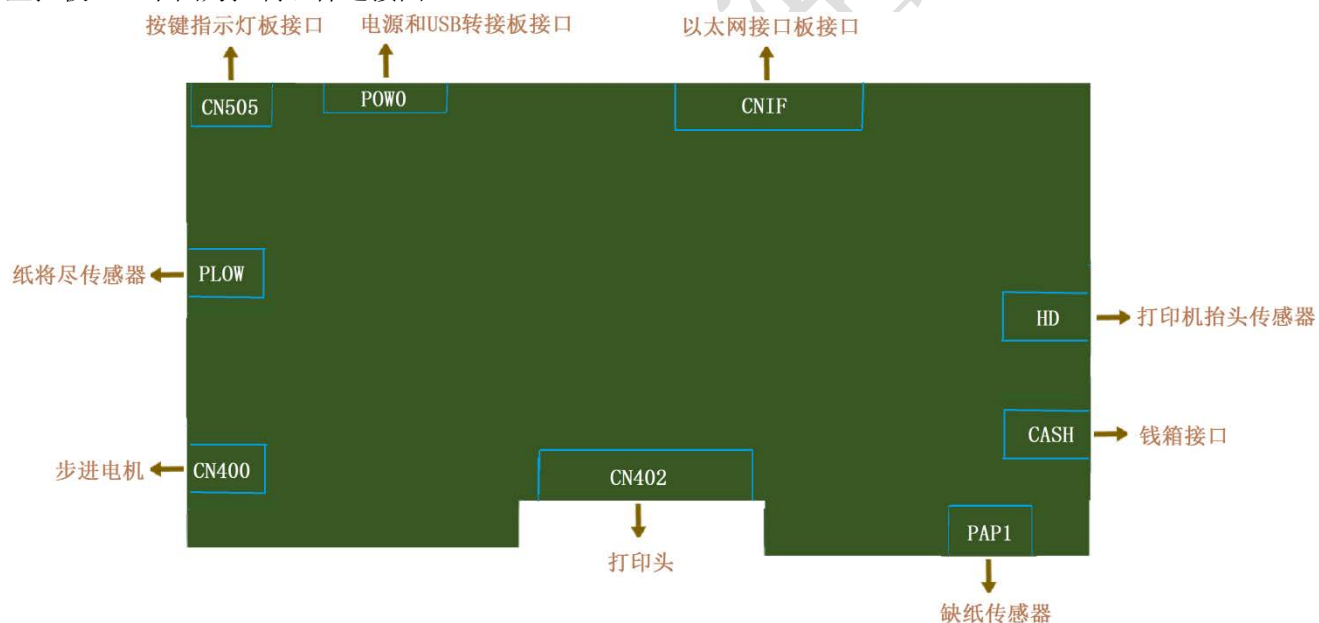 按键指示灯板接口
电源和USB转接板接口
以太网接口板接口
CN505
POWO
CNIF
纸将尽传感器
PLOW
HD
打印机抬头传感器
CASH
钱箱接口
步进电机
CN400
CN402
PAP1
打印头
缺纸传感器